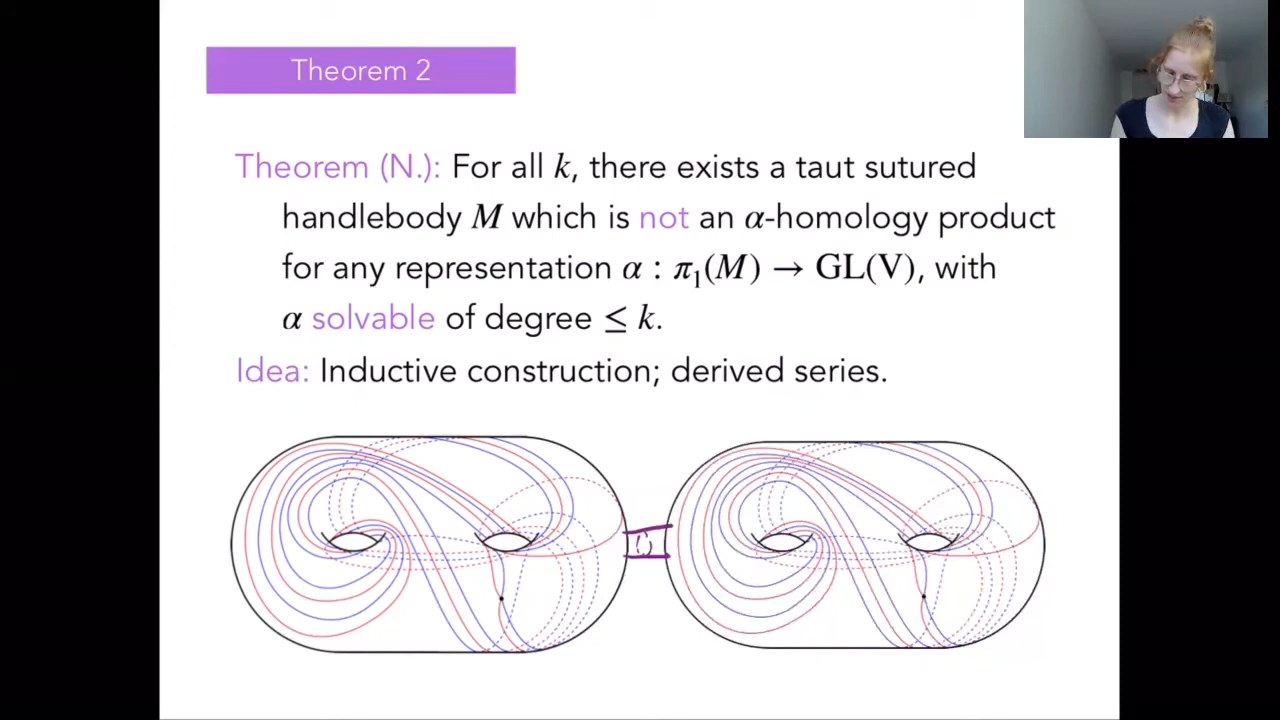 Theorem 2
Theorem (N.): For all k, there exists a taut sutured
handlebody M which is not an α-homology product
for any representation α : π₁(M) → GL(V), with
α solvable of degree ≤ k.
Idea: Inductive construction; derived series.